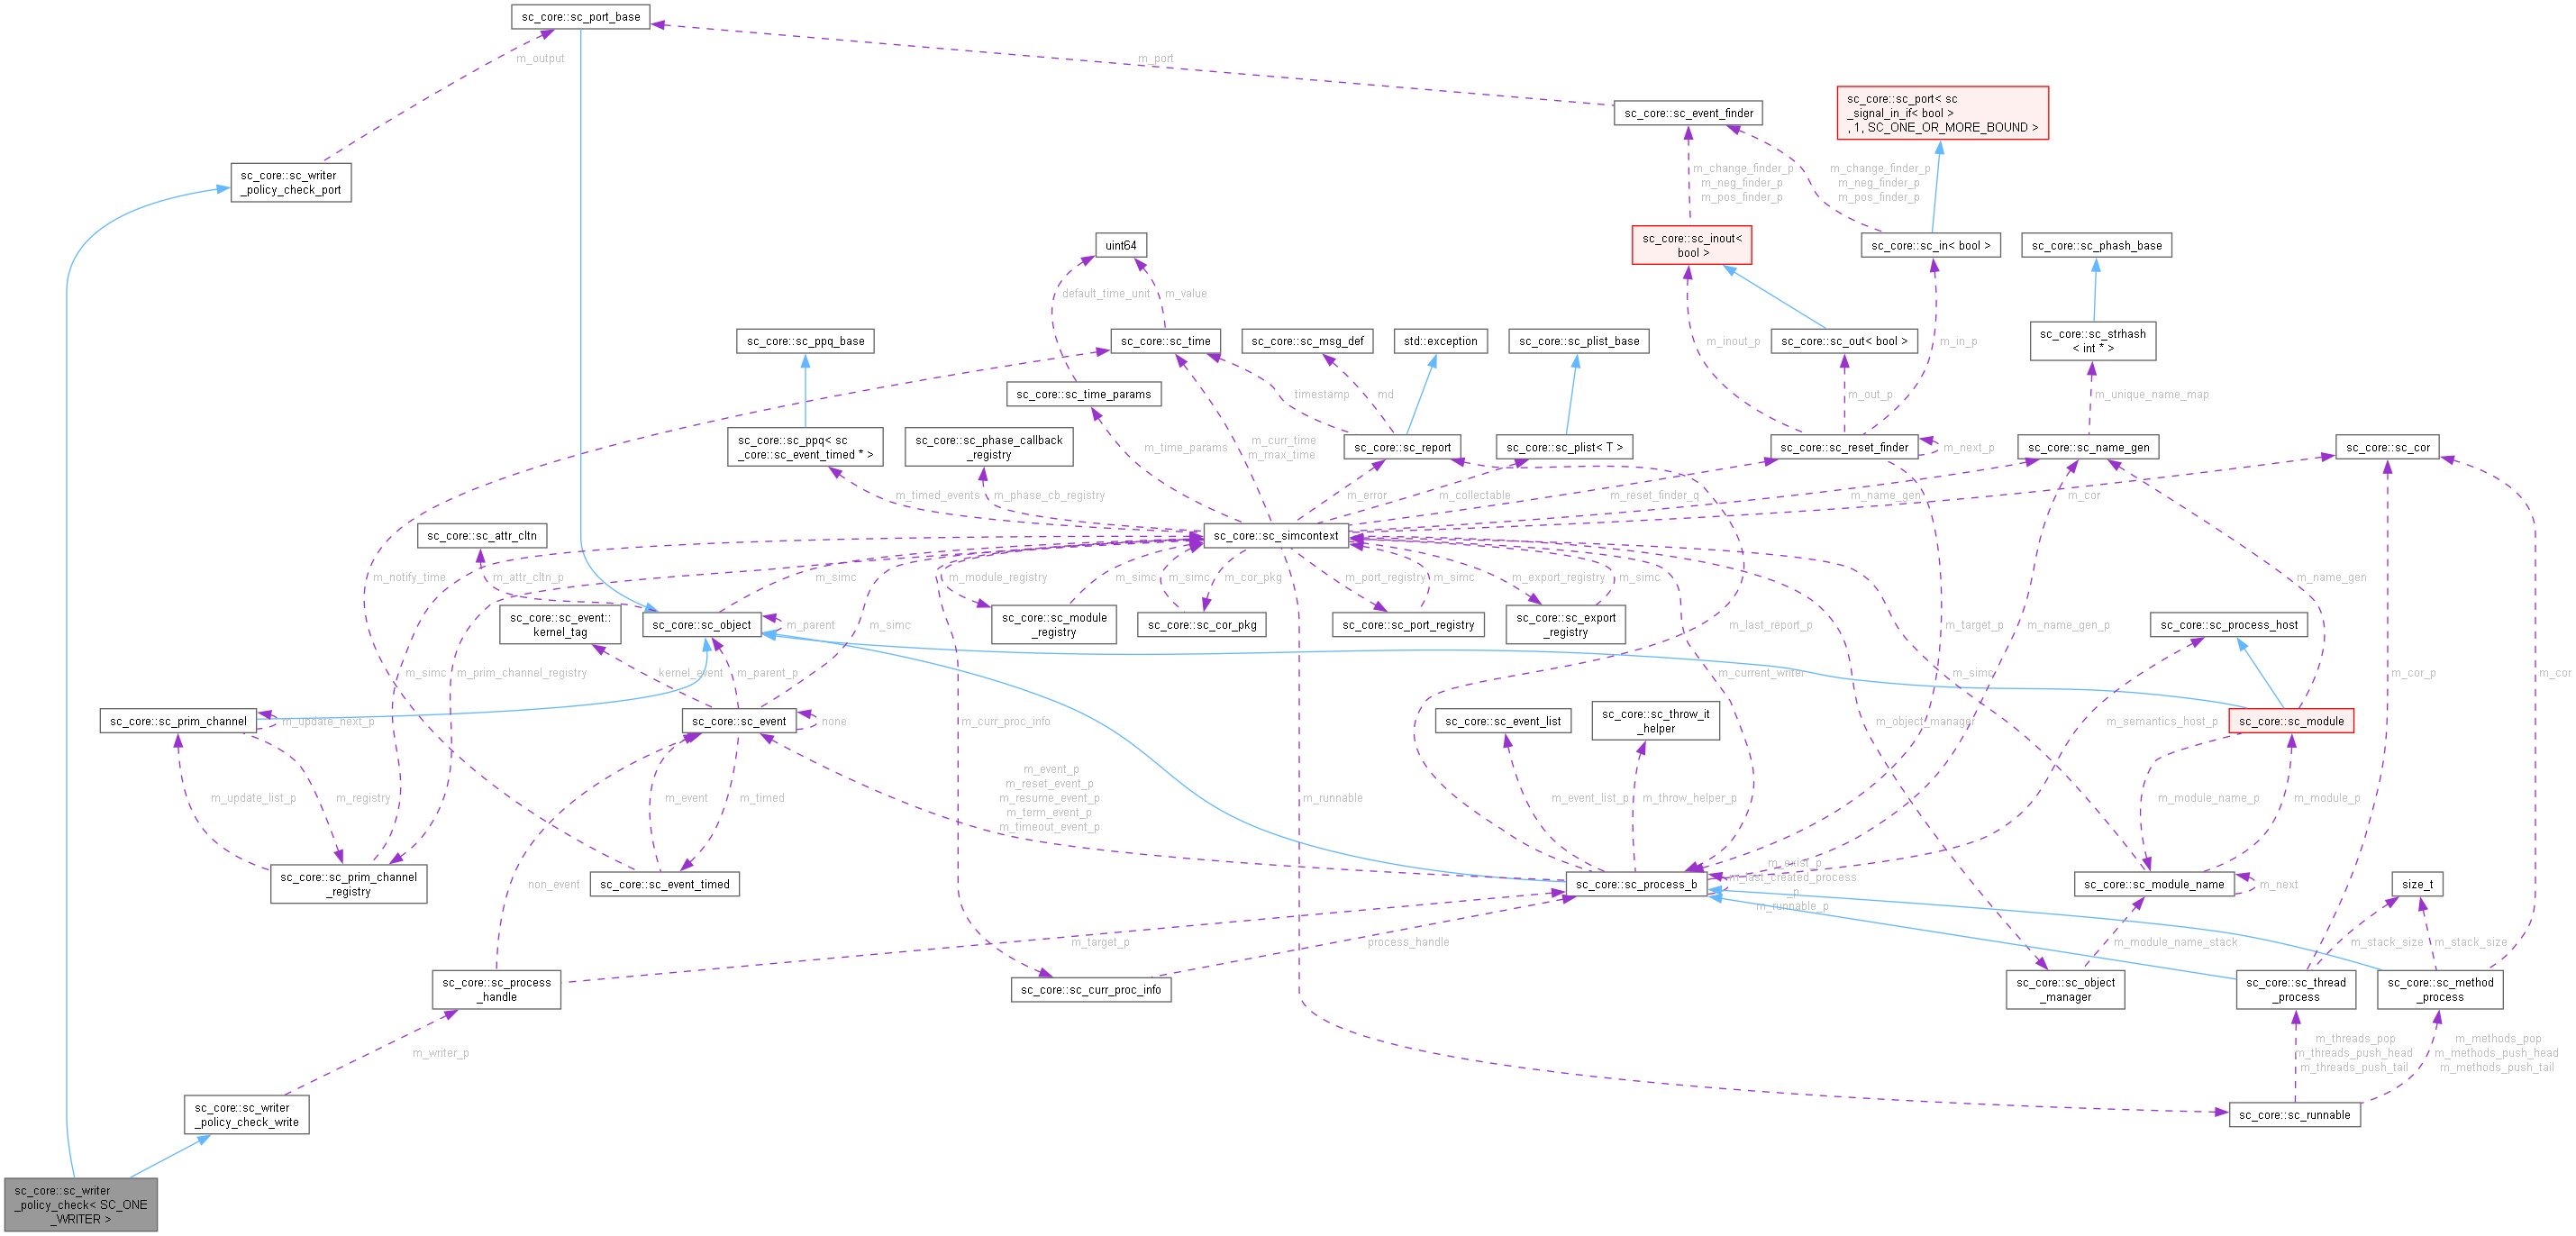 sc_core::sc_port_base
m_output
m_port
sc_core::sc_event_finder
sc_core::sc_port< sc
_signal_in_if< bool >
, 1, SC_ONE_OR_MORE_BOUND >
sc_core::sc_writer
_policy_check_port
m_change_finder_p
m_neg_finder_p
m_pos_finder_p
m_change_finder_p
m_neg_finder_p
m_pos_finder_p
uint64
sc_core::sc_inout<
bool >
sc_core::sc_in< bool >
sc_core::sc_phash_base
default_time_unit
m_value
sc_core::sc_ppq_base
sc_core::sc_time
sc_core::sc_msg_def
std::exception
sc_core::sc_plist_base
m_inout_p
sc_core::sc_out< bool >
m_in_p
sc_core::sc_strhash
< int * >
sc_core::sc_time_params
timestamp
md
m_out_p
m_unique_name_map
sc_core::sc_ppq< sc
_core::sc_event_timed * >
sc_core::sc_phase_callback
_registry
m_time_params
m_curr_time
m_max_time
sc_core::sc_report
sc_core::sc_plist< T >
sc_core::sc_reset_finder
m_next_p
sc_core::sc_name_gen
sc_core::sc_cor
m_timed_events
m_phase_cb_registry
m_error
m_collectable
m_reset_finder_q
m_name_gen
m_cor
sc_core::sc_attr_cltn
sc_core::sc_simcontext
m_notify_time
m_attr_cltn_p
m_simc
m_module_registry
m_simc
m_simc
m_cor_pkg
m_port_registry
m_simc
m_export_registry
m_simc
m_name_gen
sc_core::sc_event::
kernel_tag
sc_core::sc_object
m_parent
m_simc
sc_core::sc_module
_registry
sc_core::sc_cor_pkg
sc_core::sc_port_registry
sc_core::sc_export
_registry
m_last_report_p
m_target_p
m_name_gen_p
sc_core::sc_process_host
m_simc
m_prim_channel_registry
kernel_event
m_parent_p
m_current_writer
m_simc
m_cor_p
m_cor
sc_core::sc_prim_channel
m_update_next_p
sc_core::sc_event
none
m_curr_proc_info
sc_core::sc_event_list
sc_core::sc_throw_it
_helper
m_object_manager
m_semantics_host_p
sc_core::sc_module
m_update_list_p
m_registry
m_event
m_timed
m_event_p
m_reset_event_p
m_resume_event_p
m_term_event_p
m_timeout_event_p
m_runnable
m_event_list_p
m_throw_helper_p
m_module_name_p
m_module_p
sc_core::sc_prim_channel
_registry
non_event
sc_core::sc_event_timed
sc_core::sc_process_b
m_exist_p
m_last_created_process
_p
m_runnable_p
sc_core::sc_module_name
m_next
size_t
m_target_p
process_handle
m_module_name_stack
m_stack_size
m_stack_size
sc_core::sc_process
_handle
sc_core::sc_curr_proc_info
sc_core::sc_object
_manager
sc_core::sc_thread
_process
sc_core::sc_method
_process
m_writer_p
m_threads_pop
m_threads_push_head
m_threads_push_tail
m_methods_pop
m_methods_push_head
m_methods_push_tail
sc_core::sc_writer
_policy_check_write
sc_core::sc_runnable
sc_core::sc_writer
_policy_check< SC_ONE
_WRITER >